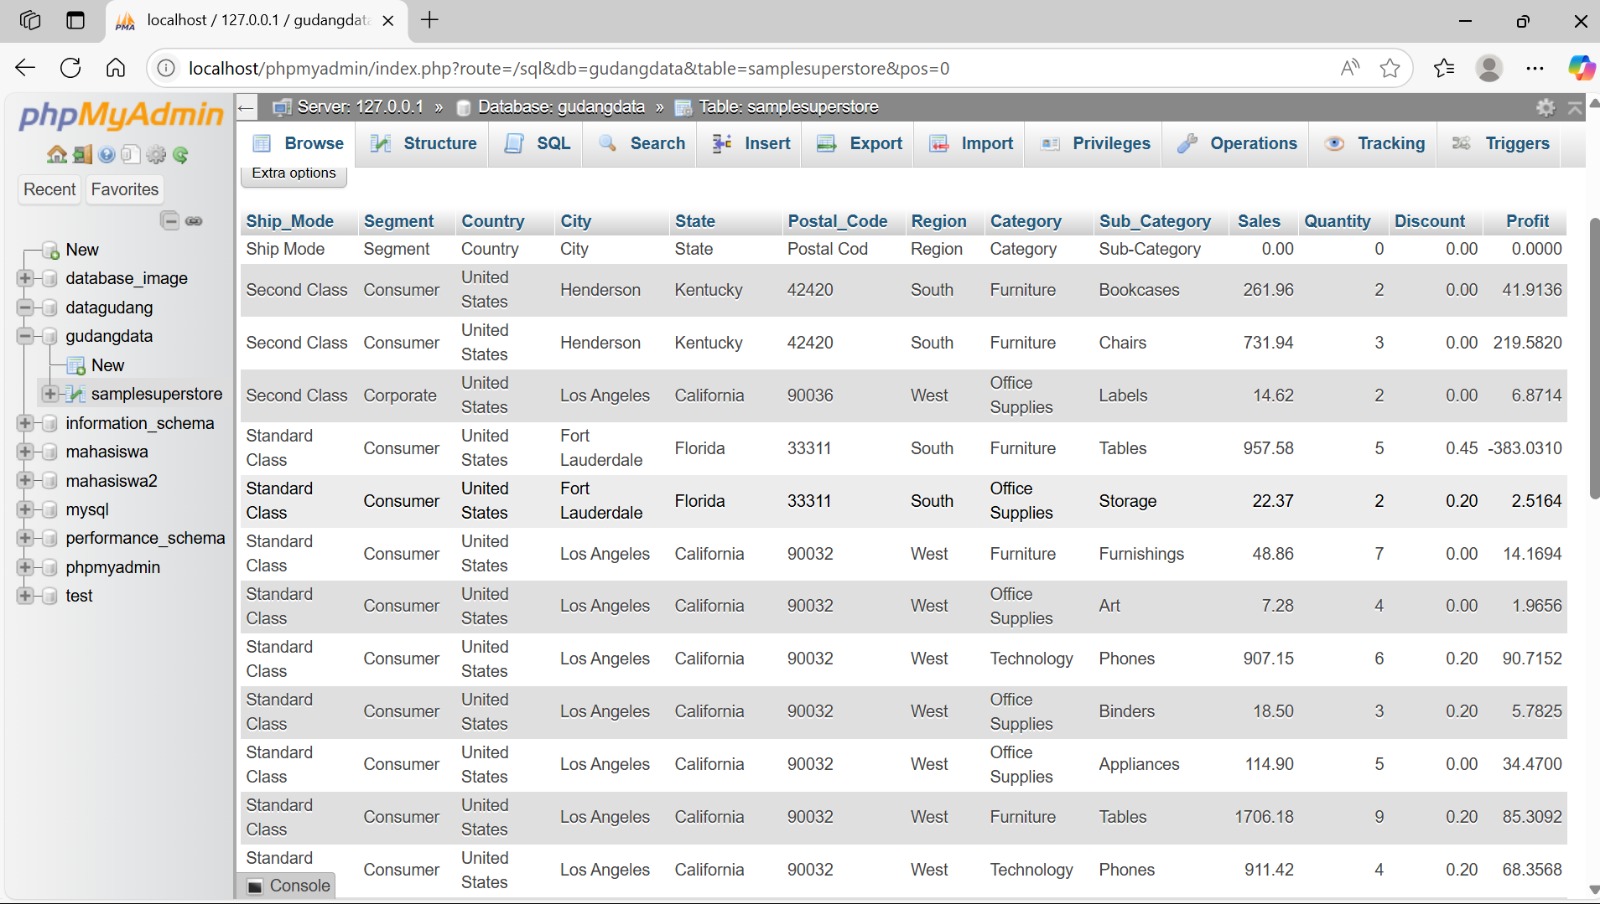 localhost / 127.0.0.1 / gudangdata
localhost/phpmyadmin/index.php?route=/sql&db=gudangdata&table=samplesuperstore&pos=0
phpMyAdmin
Recent Favorites
New
database_image
datagudang
gudangdata
New
samplesuperstore
information_schema
mahasiswa
mahasiswa2
mysql
performance_schema
phpmyadmin
test
Server: 127.0.0.1 » Database: gudangdata » Table: samplesuperstore
Browse Structure SQL Search Insert Export Import Privileges Operations Tracking Triggers
Extra options
Ship_Mode Segment Country City State Postal_Code Region Category Sub_Category Sales Quantity Discount Profit
Ship Mode Segment Country City State Postal Cod Region Category Sub-Category 0.00 0 0.00 0.0000
Second Class Consumer United States Henderson Kentucky 42420 South Furniture Bookcases 261.96 2 0.00 41.9136
Second Class Consumer United States Henderson Kentucky 42420 South Furniture Chairs 731.94 3 0.00 219.5820
Second Class Corporate United States Los Angeles California 90036 West Office Supplies Labels 14.62 2 0.00 6.8714
Standard Class Consumer United States Fort Lauderdale Florida 33311 South Furniture Tables 957.58 5 0.45 -383.0310
Standard Class Consumer United States Fort Lauderdale Florida 33311 South Office Supplies Storage 22.37 2 0.20 2.5164
Standard Class Consumer United States Los Angeles California 90032 West Furniture Furnishings 48.86 7 0.00 14.1694
Standard Class Consumer United States Los Angeles California 90032 West Office Supplies Art 7.28 4 0.00 1.9656
Standard Class Consumer United States Los Angeles California 90032 West Technology Phones 907.15 6 0.20 90.7152
Standard Class Consumer United States Los Angeles California 90032 West Office Supplies Binders 18.50 3 0.20 5.7825
Standard Class Consumer United States Los Angeles California 90032 West Office Supplies Appliances 114.90 5 0.00 34.4700
Standard Class Consumer United States Los Angeles California 90032 West Furniture Tables 1706.18 9 0.20 85.3092
Standard Consumer United States Los Angeles California 90032 West Technology Phones 911.42 4 0.20 68.3568
Console